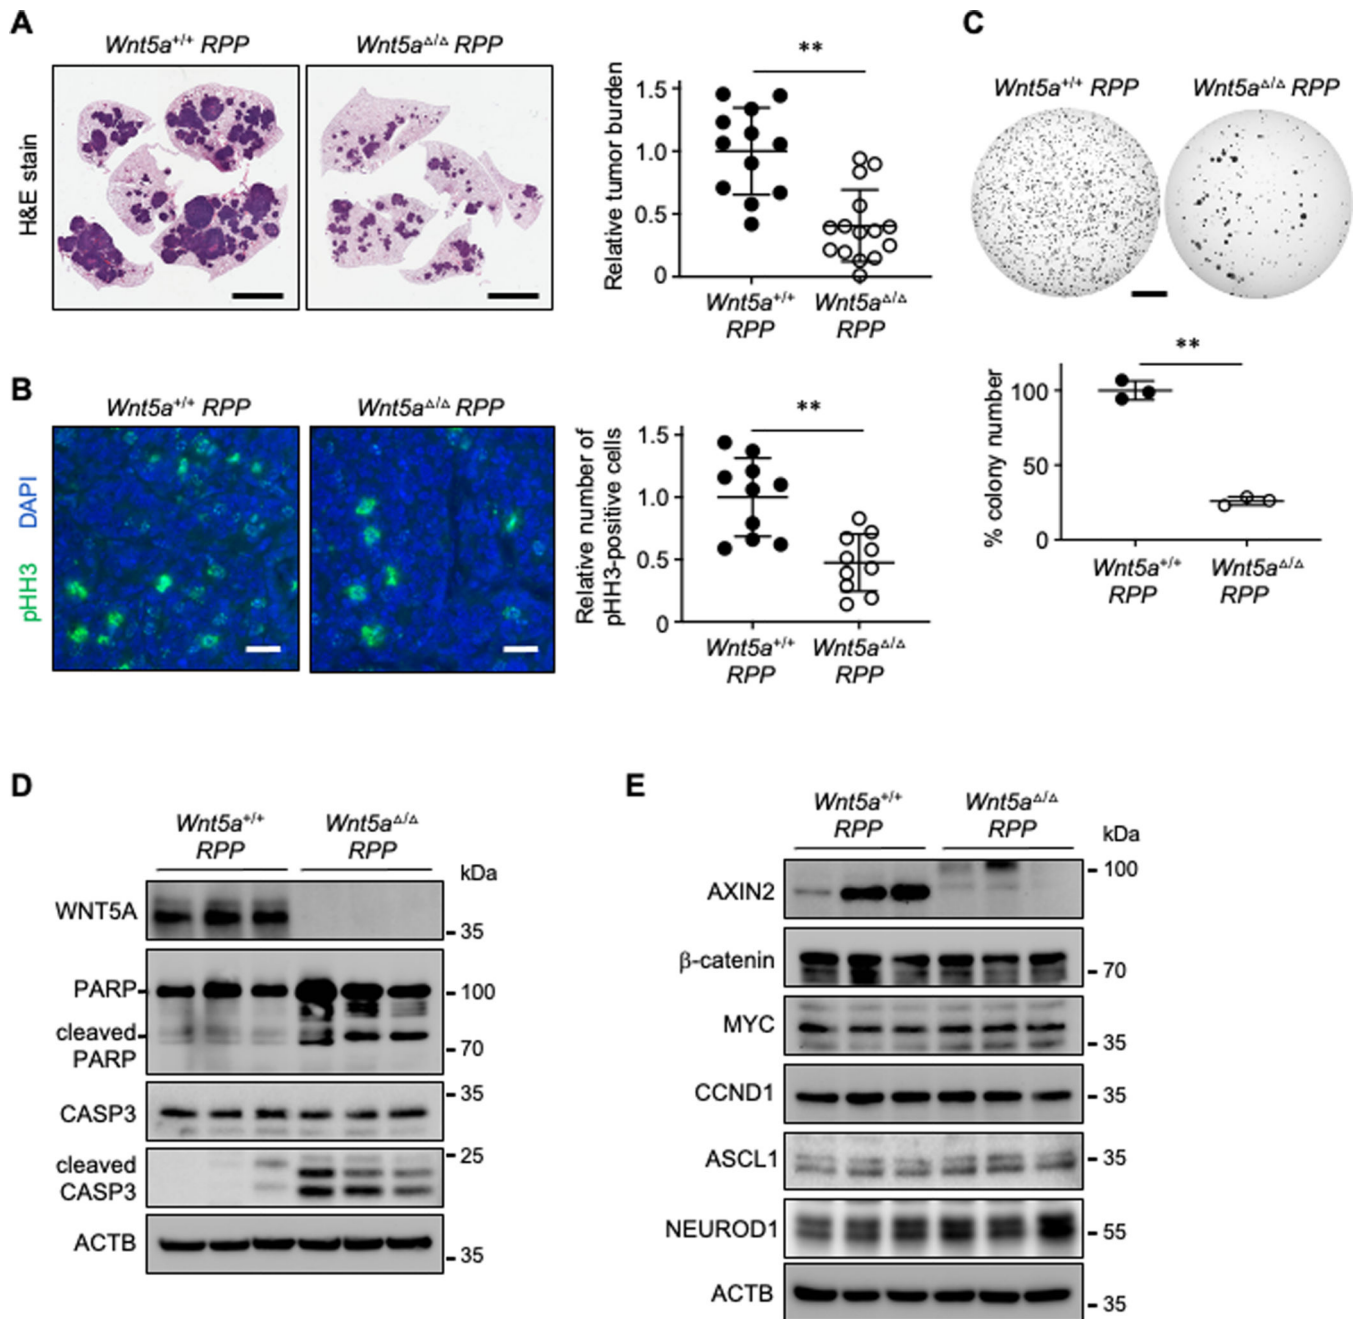 A
Wnt5a+/+ RPP
Wnt5aΔ/Δ RPP
H&E stain
Relative tumor burden
**
1.5
1.0
0.5
0
Wnt5a+/+
RPP
Wnt5aΔ/Δ
RPP
B
Wnt5a+/+ RPP
Wnt5aΔ/Δ RPP
pHH3 DAPI
Relative number of
pHH3-positive cells
**
1.5
1.0
0.5
0
Wnt5a+/+
RPP
Wnt5aΔ/Δ
RPP
C
Wnt5a+/+ RPP
Wnt5aΔ/Δ RPP
% colony number
**
100
50
0
Wnt5a+/+
RPP
Wnt5aΔ/Δ
RPP
D
Wnt5a+/+
RPP
Wnt5aΔ/Δ
RPP
kDa
WNT5A
35
PARP
100
cleaved
PARP
70
CASP3
35
cleaved
CASP3
25
ACTB
35
E
Wnt5a+/+
RPP
Wnt5aΔ/Δ
RPP
kDa
AXIN2
100
β-catenin
70
MYC
35
CCND1
35
ASCL1
35
NEUROD1
55
ACTB
35